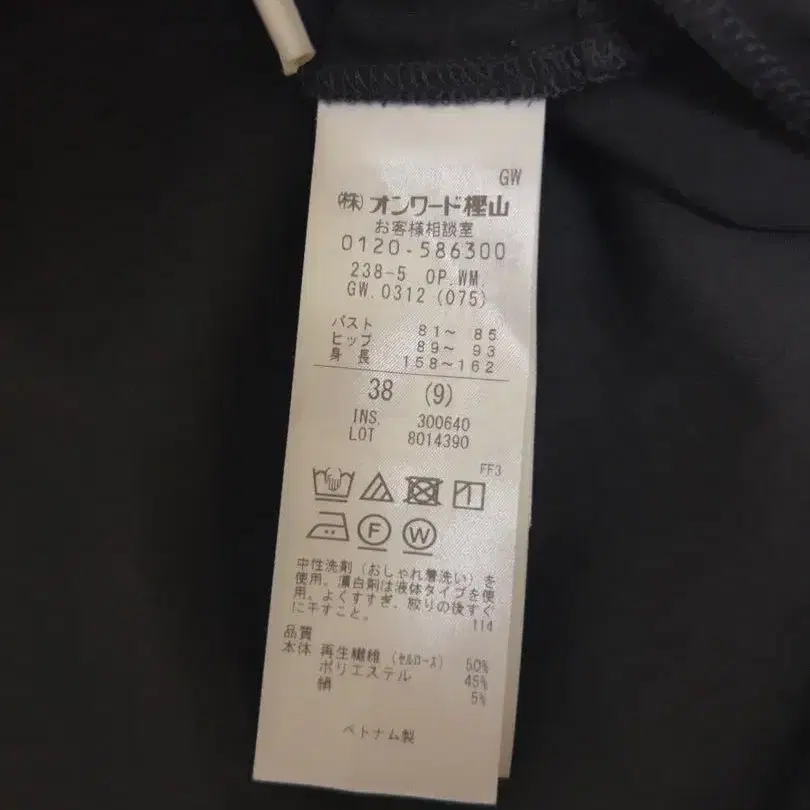 GW
㈱オンワード樫山
お客様相談室
0120-586300
238-5 OP.WM.
GW.0312 (075)
バスト 81～ 85
ヒップ 89～ 93
身長 158～162
38 (9)
INS. 300640
LOT 8014390
FF3
F W
中性洗剤（おしゃれ着洗い）を
使用。漂白剤は液体タイプを使
用。よくすすぎ、絞りの後すぐ
に干すこと。
114
品質
本体 再生繊維（セルロース） 50%
ポリエステル 45%
絹 5%
ベトナム製